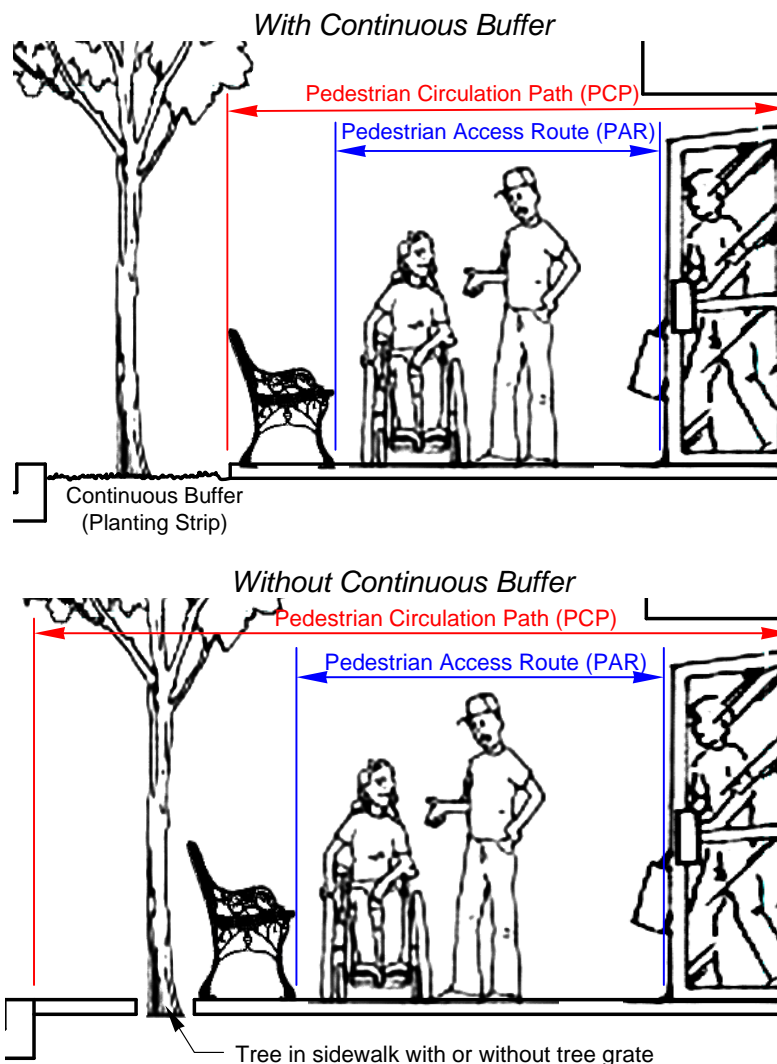 With Continuous Buffer
Pedestrian Circulation Path (PCP)
Pedestrian Access Route (PAR)
Continuous Buffer
(Planting Strip)
Without Continuous Buffer
Pedestrian Circulation Path (PCP)
Pedestrian Access Route (PAR)
Tree in sidewalk with or without tree grate